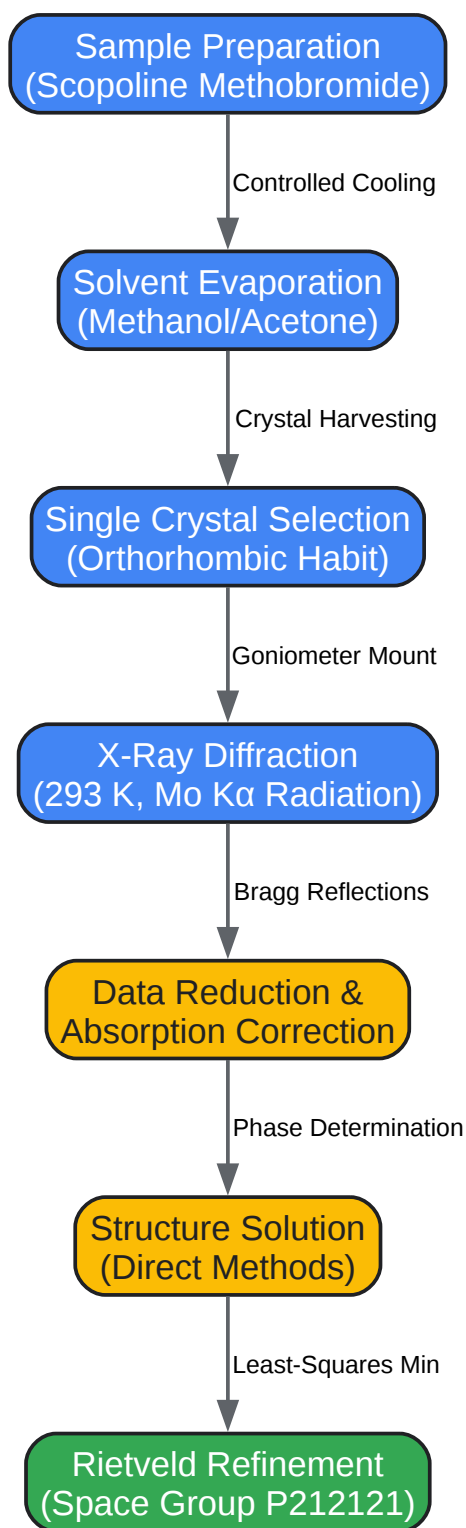 Sample Preparation
(Scopoline Methobromide)
Controlled Cooling
Solvent Evaporation
(Methanol/Acetone)
Crystal Harvesting
Single Crystal Selection
(Orthorhombic Habit)
Goniometer Mount
X-Ray Diffraction
(293 K, Mo Kα Radiation)
Bragg Reflections
Data Reduction &
Absorption Correction
Phase Determination
Structure Solution
(Direct Methods)
Least-Squares Min
Rietveld Refinement
(Space Group P212121)